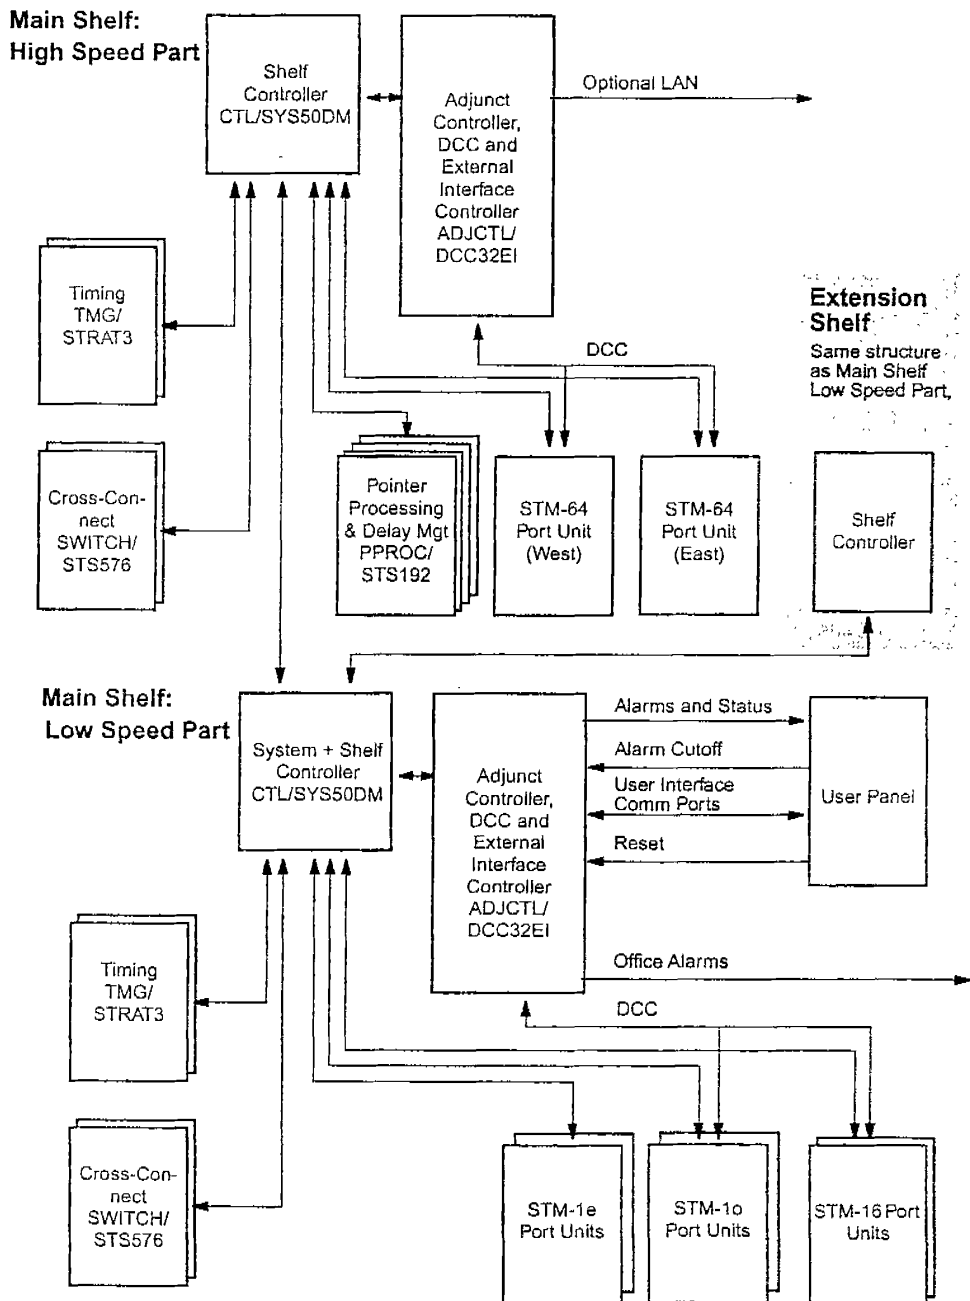 Main Shelf:
High Speed Part
Shelf
Controller
CTL/SYS50DM
Adjunct
Controller,
DCC and
External
Interface
Controller
ADJCTL/
DCC32EI
Optional LAN
Timing
TMG/
STRAT3
Extension
Shelf
Same structure
as Main Shelf
Low Speed Part,
DCC
Cross-Con-
nect
SWITCH/
STS576
Pointer
Processing
& Delay Mgt
PPROC/
STS192
STM-64
Port Unit
(West)
STM-64
Port Unit
(East)
Shelf
Controller
Main Shelf:
Low Speed Part
System + Shelf
Controller
CTL/SYS50DM
Adjunct
Controller,
DCC and
External
Interface
Controller
ADJCTL/
DCC32EI
Alarms and Status
Alarm Cutoff
User Interface
Comm Ports
Reset
User Panel
Office Alarms
Timing
TMG/
STRAT3
DCC
Cross-Con-
nect
SWITCH/
STS576
STM-1e
Port Units
STM-1o
Port Units
STM-16 Port
Units